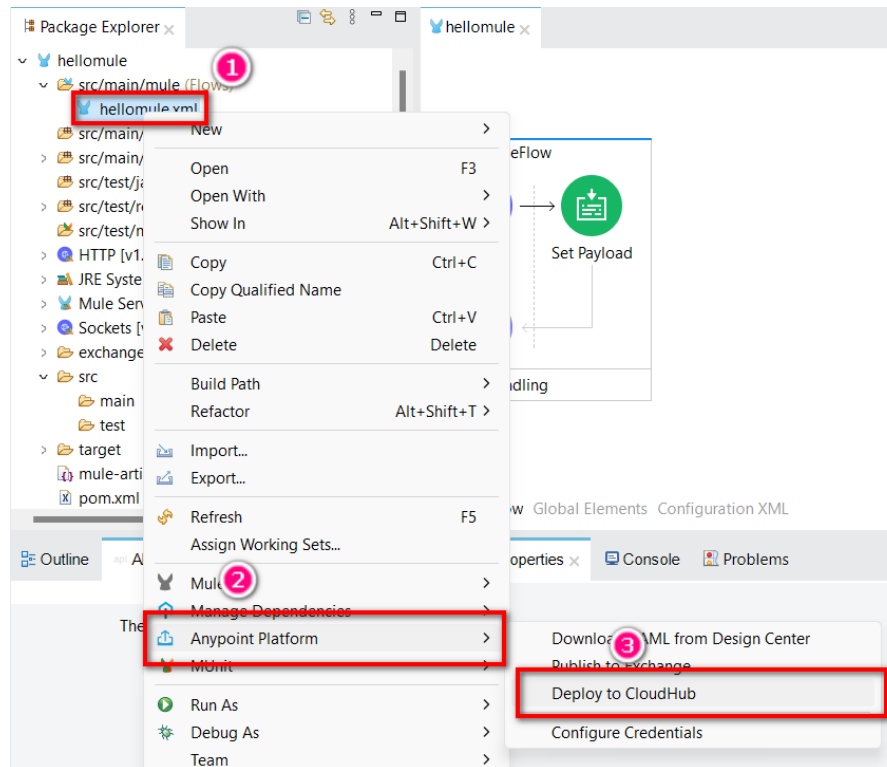 Package Explorer
hellomule
hellomule
1
src/main/mule (Flows)
hellomule.xml
src/main/
src/main/
src/test/ja
src/test/re
src/test/n
HTTP [v1.
JRE Syste
Mule Serv
Sockets [v
exchange
src
main
test
target
mule-arti
pom.xml
New
Open F3
Open With
Show In Alt+Shift+W
Copy Ctrl+C
Copy Qualified Name
Paste Ctrl+V
Delete Delete
Build Path
Refactor Alt+Shift+T
Import...
Export...
Refresh F5
Assign Working Sets...
Mule
2
Manage Dependencies
Anypoint Platform
MUnit
Run As
Debug As
Team
eFlow
Set Payload
dling
w Global Elements Configuration XML
Outline
api A
operties
Console
Problems
The
Download RAML from Design Center
3
Publish to Exchange
Deploy to CloudHub
Configure Credentials